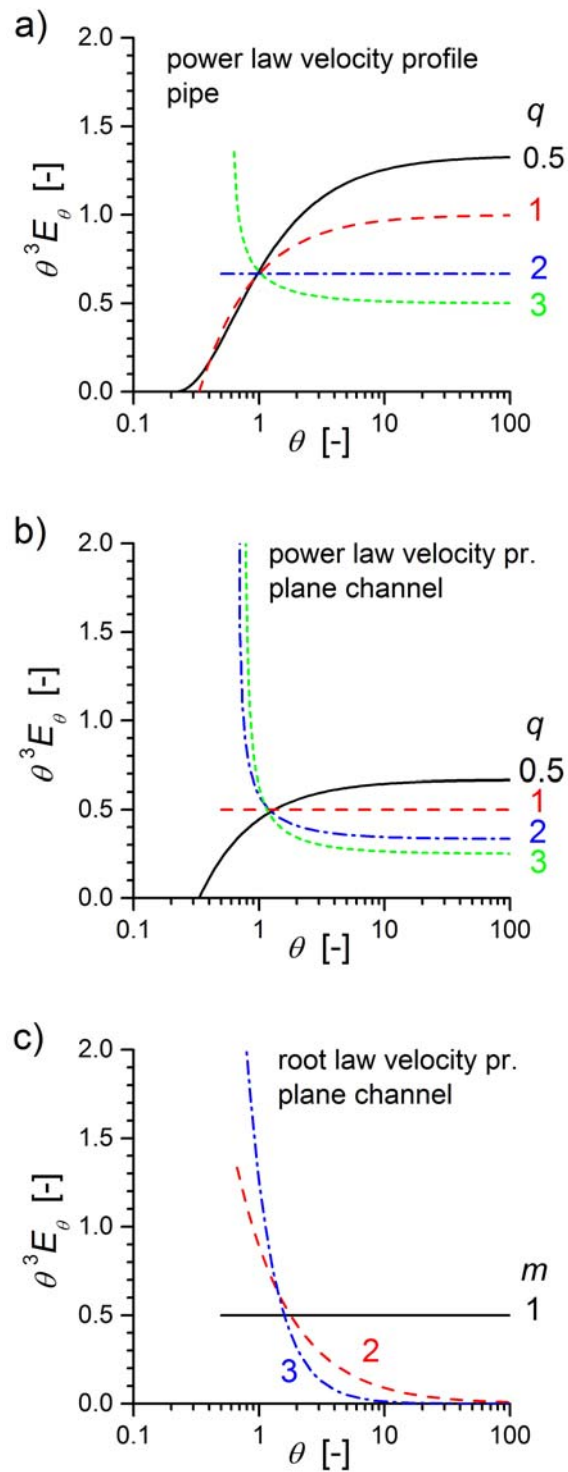 a)
2.0
power law velocity profile
pipe
q
1.5
0.5
1.0
1
2
0.5
3
0.0
0.1
1
10
100
θ³E_θ [-]
θ [-]
b)
2.0
power law velocity pr.
plane channel
1.5
q
1.0
0.5
0.5
1
2
3
0.0
0.1
1
10
100
θ³E_θ [-]
θ [-]
c)
2.0
root law velocity pr.
plane channel
1.5
1.0
m
0.5
1
2
3
0.0
0.1
1
10
100
θ³E_θ [-]
θ [-]